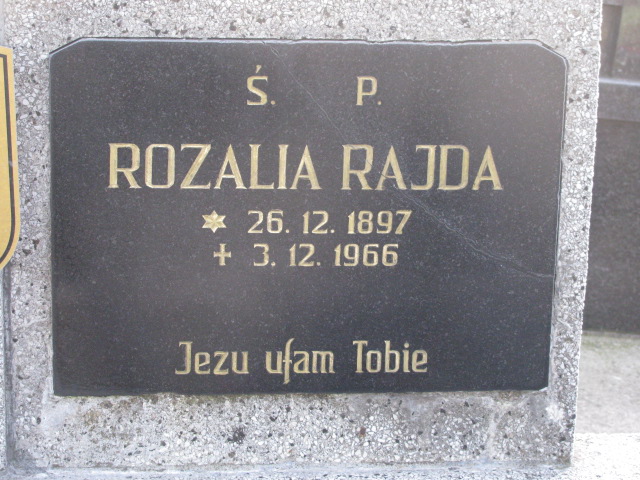 Ś. P.
ROZALIA RAJDA
✶ 26. 12. 1897
✝ 3. 12. 1966
Jezu ufam Tobie